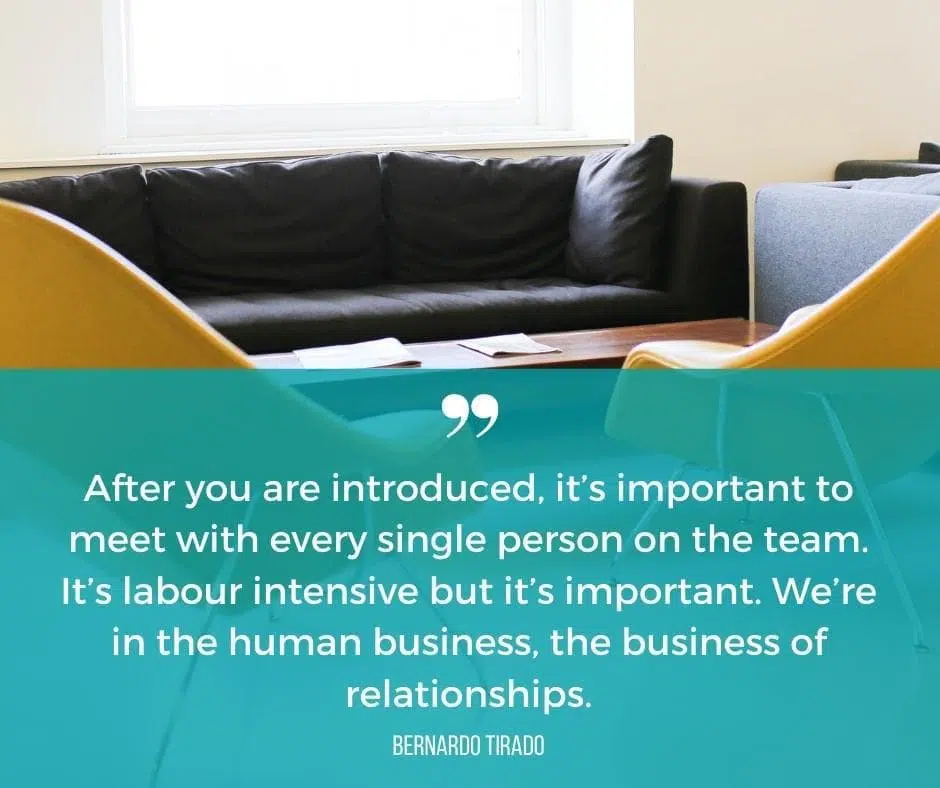 ”
After you are introduced, it’s important to
meet with every single person on the team.
It’s labour intensive but it’s important. We’re
in the human business, the business of
relationships.
BERNARDO TIRADO